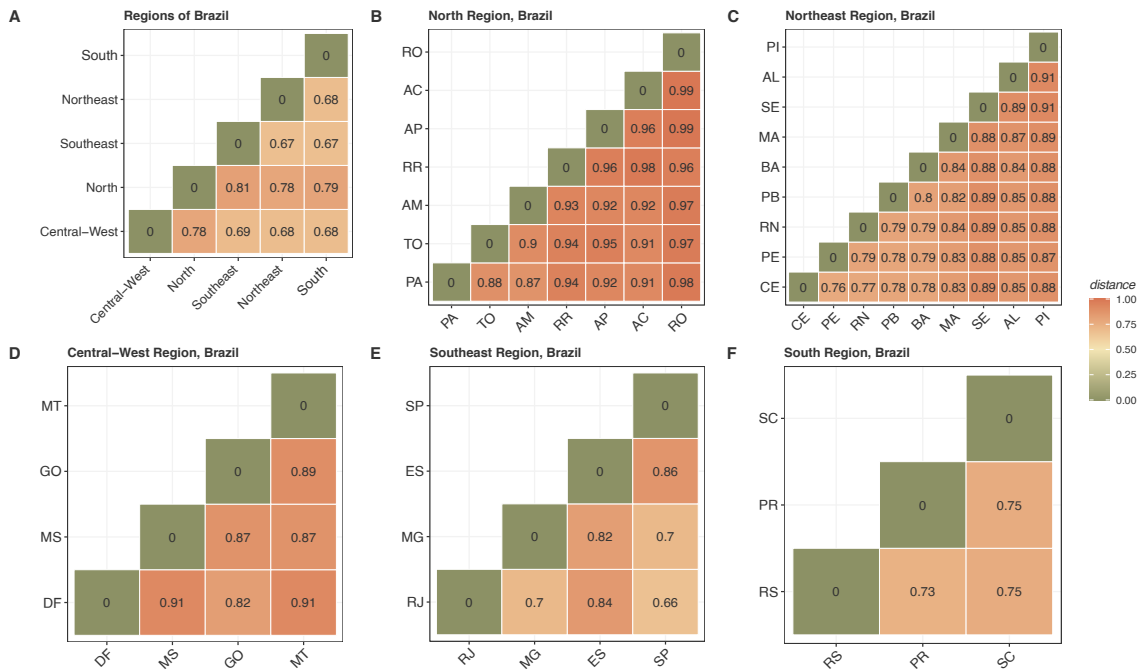 A
Regions of Brazil
South
0
Northeast
0
0.68
Southeast
0
0.67
0.67
North
0
0.81
0.78
0.79
Central−West
0
0.78
0.69
0.68
0.68
Central−West
North
Southeast
Northeast
South
B
North Region, Brazil
RO
0
AC
0
0.99
AP
0
0.96
0.99
RR
0
0.96
0.98
0.96
AM
0
0.93
0.92
0.92
0.97
TO
0
0.9
0.94
0.95
0.91
0.97
PA
0
0.88
0.87
0.94
0.92
0.91
0.98
PA
TO
AM
RR
AP
AC
RO
C
Northeast Region, Brazil
PI
0
AL
0
0.91
SE
0
0.89
0.91
MA
0
0.88
0.87
0.89
BA
0
0.84
0.88
0.84
0.88
PB
0
0.8
0.82
0.89
0.85
0.88
RN
0
0.79
0.79
0.84
0.89
0.85
0.88
PE
0
0.79
0.78
0.79
0.83
0.88
0.85
0.87
CE
0
0.76
0.77
0.78
0.78
0.83
0.89
0.85
0.88
CE
PE
RN
PB
BA
MA
SE
AL
PI
distance
1.00
0.75
0.50
0.25
0.00
D
Central−West Region, Brazil
MT
0
GO
0
0.89
MS
0
0.87
0.87
DF
0
0.91
0.82
0.91
DF
MS
GO
MT
E
Southeast Region, Brazil
SP
0
ES
0
0.86
MG
0
0.82
0.7
RJ
0
0.7
0.84
0.66
RJ
MG
ES
SP
F
South Region, Brazil
SC
0
PR
0
0.75
RS
0
0.73
0.75
RS
PR
SC